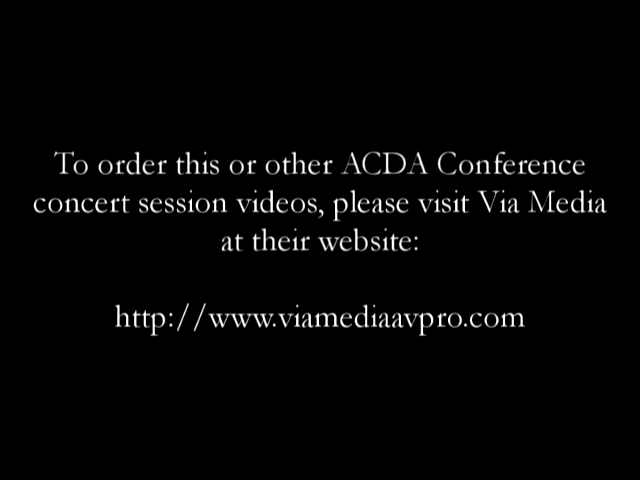 To order this or other ACDA Conference
concert session videos, please visit Via Media
at their website:
http://www.viamediaavpro.com